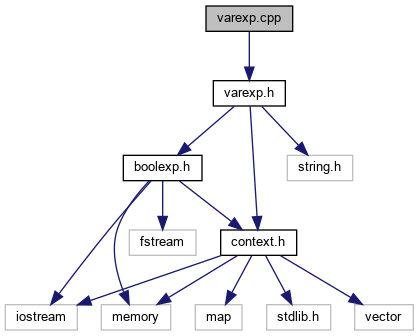 varexp.cpp
varexp.h
boolexp.h
string.h
fstream
context.h
iostream
memory
map
stdlib.h
vector